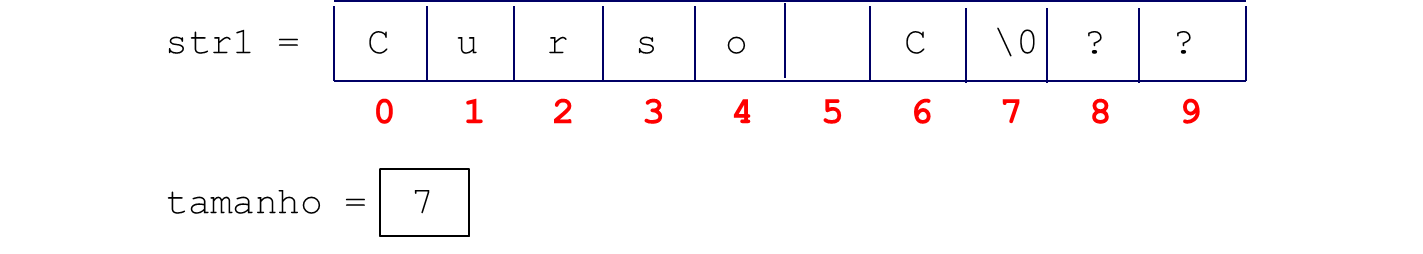 str1 = C u r s o C \0 ? ?
0 1 2 3 4 5 6 7 8 9
tamanho = 7